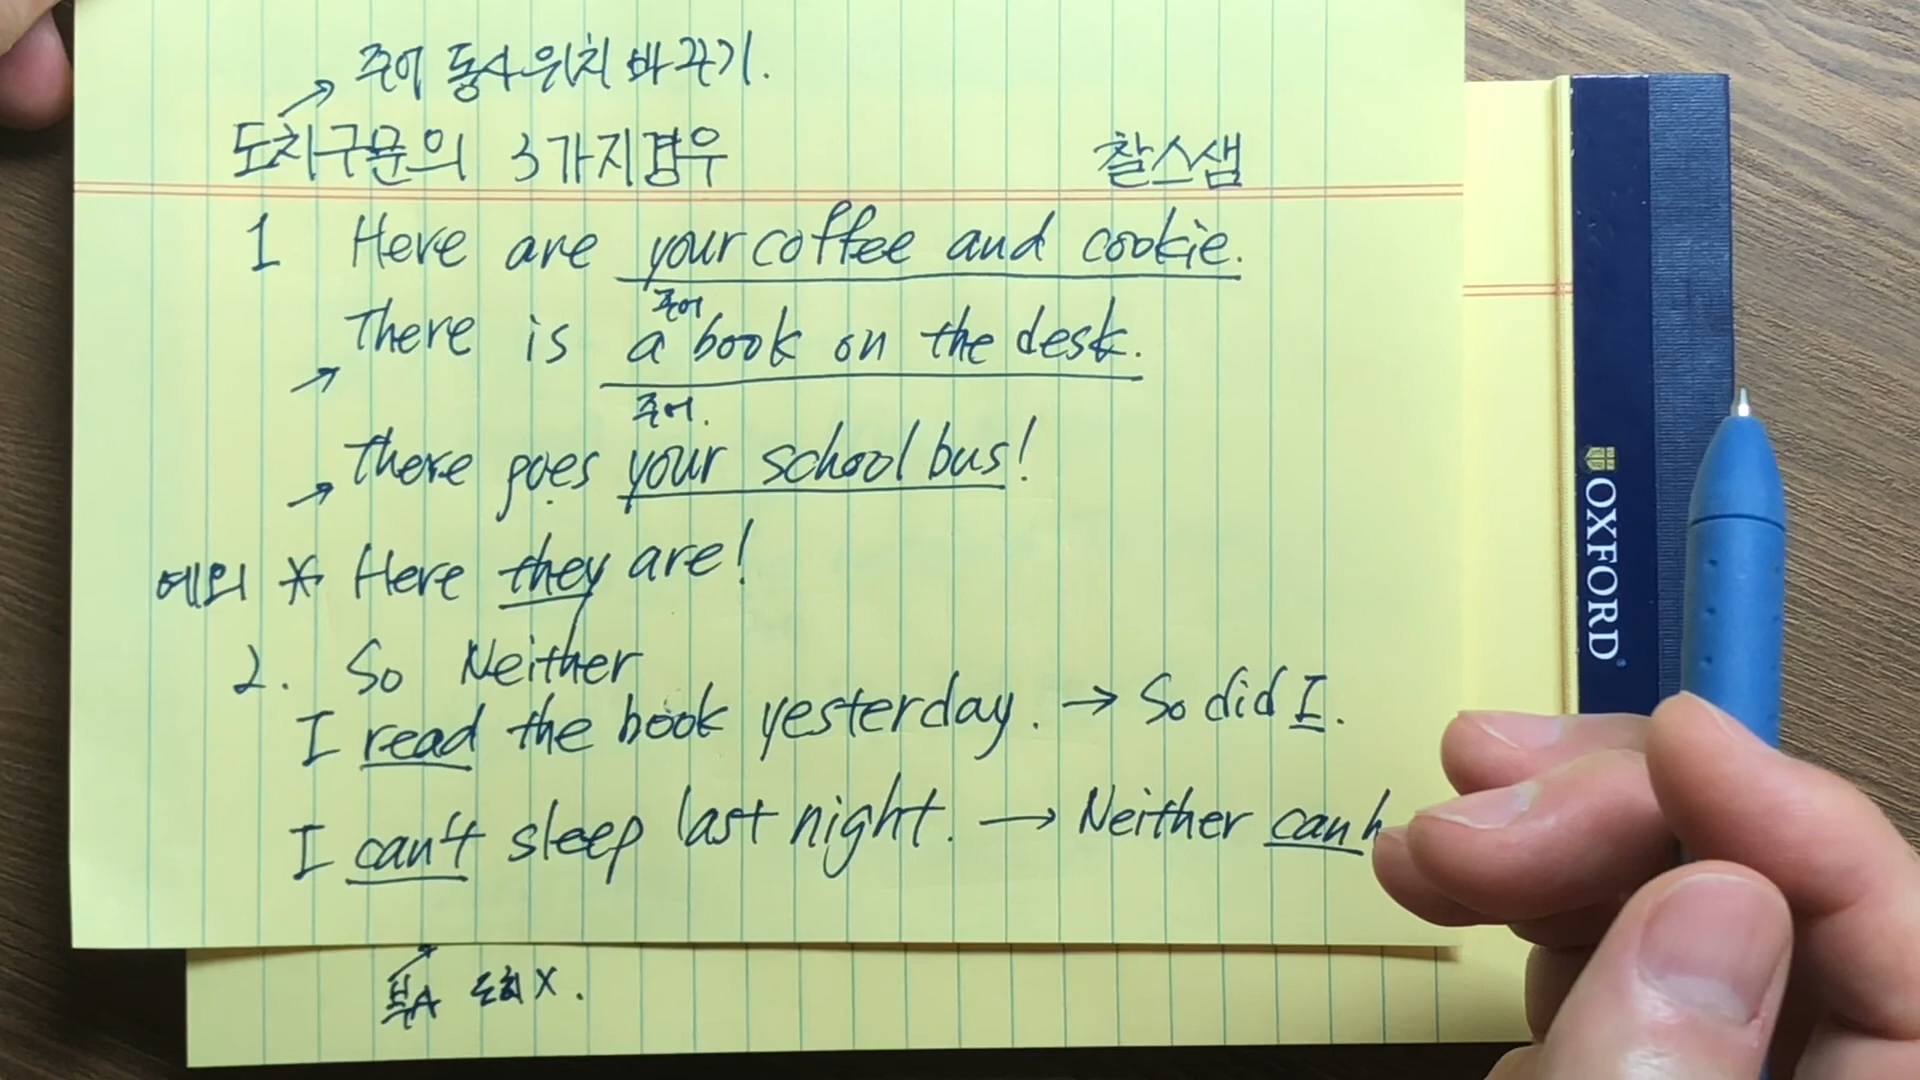 주어 동사 위치 바꾸기.
도치구문의 3가지경우 찰스샘
1 Here are your coffee and cookie.
주어
There is a book on the desk.
주어.
There goes your school bus!
예외 * Here they are!
2. So Neither
I read the book yesterday. → So did I.
I can't sleep last night. → Neither can h
부사 도치X.
OXFORD